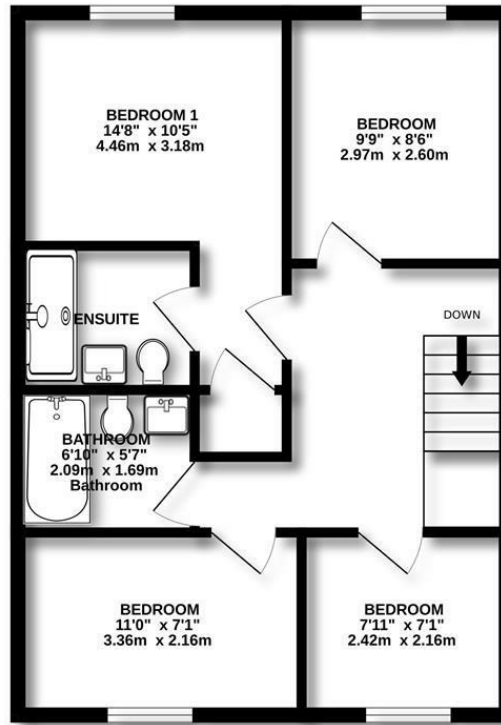 BEDROOM 1
14'8" x 10'5"
4.46m x 3.18m
BEDROOM
9'9" x 8'6"
2.97m x 2.60m
ENSUITE
DOWN
BATHROOM
6'10" x 5'7"
2.09m x 1.69m
Bathroom
BEDROOM
11'0" x 7'1"
3.36m x 2.16m
BEDROOM
7'11" x 7'1"
2.42m x 2.16m